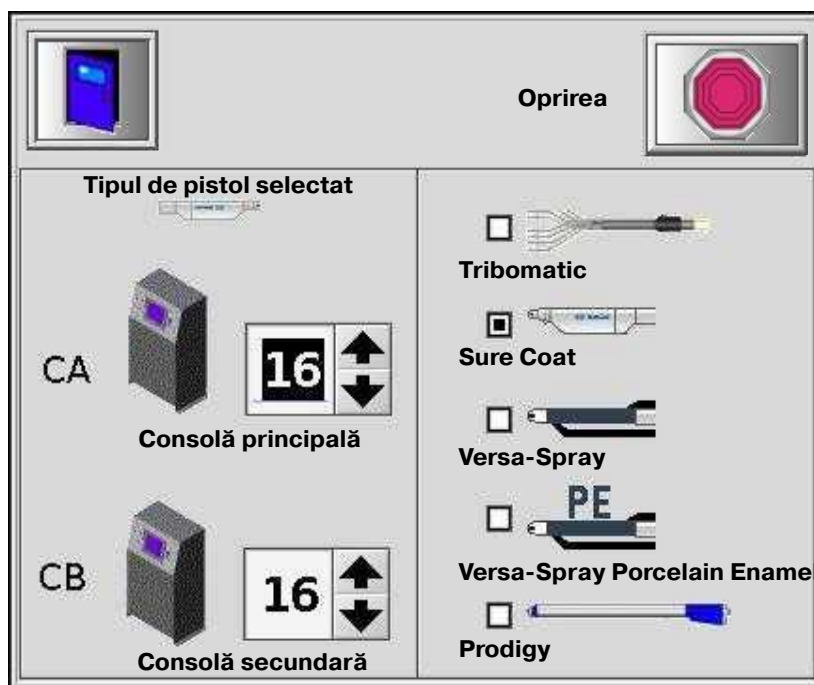 Oprirea
Tipul de pistol selectat
CA
16
Consolă principală
CB
16
Consolă secundară
Tribomatic
Sure Coat
Versa-Spray
PE
Versa-Spray Porcelain Enamel
Prodigy